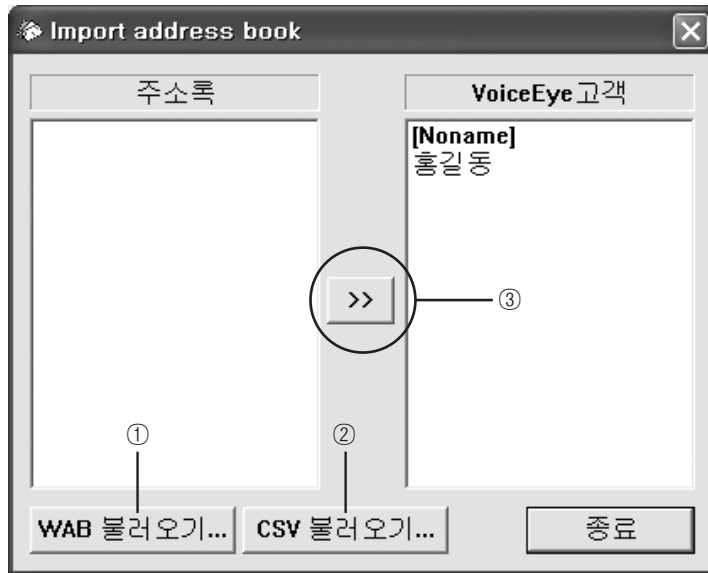 Import address book
주소록
VoiceEye고객
[Noname]
홍길동
>>
③
①
②
WAB 불러오기...
CSV 불러오기...
종료